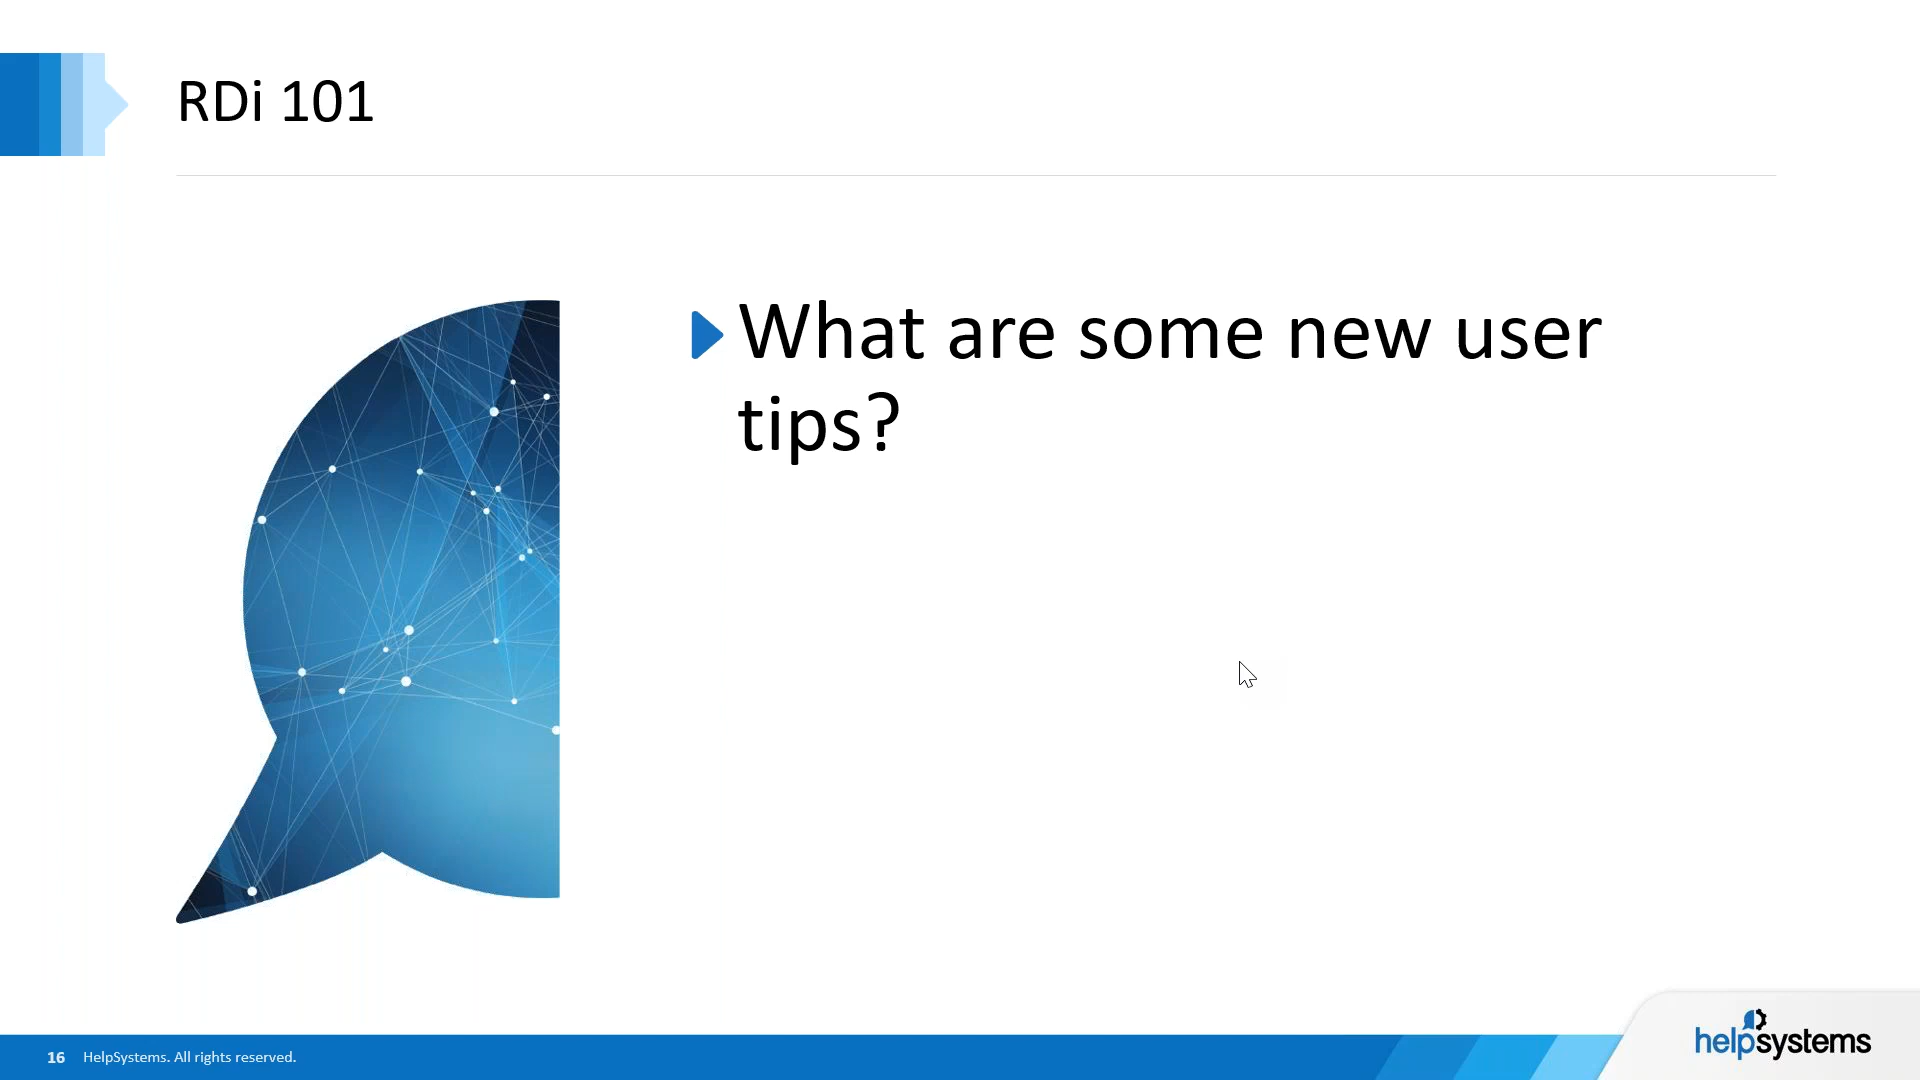 RDi 101
What are some new user
tips?
16 HelpSystems. All rights reserved.
helpsystems